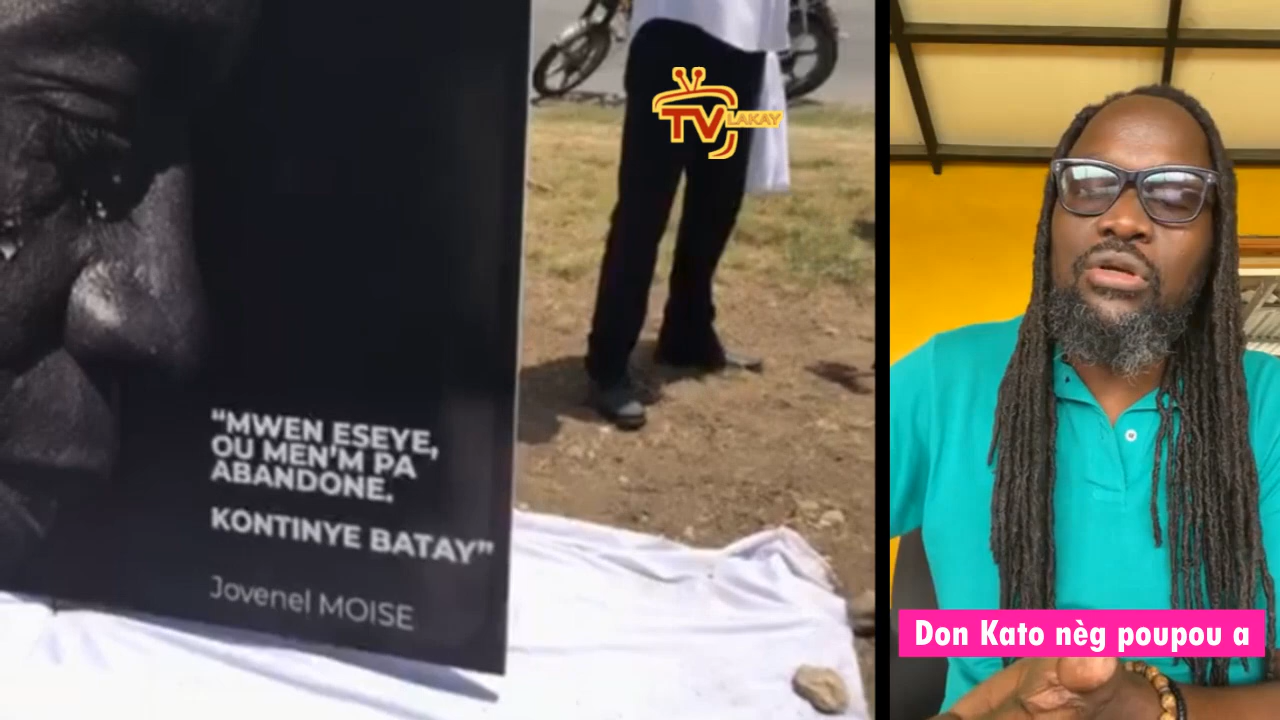 TV LAKAY
“MWEN ESEYE,
OU MEN’M PA
ABANDONE.
KONTINYE BATAY”
Jovenel MOISE
Don Kato nèg poupou a